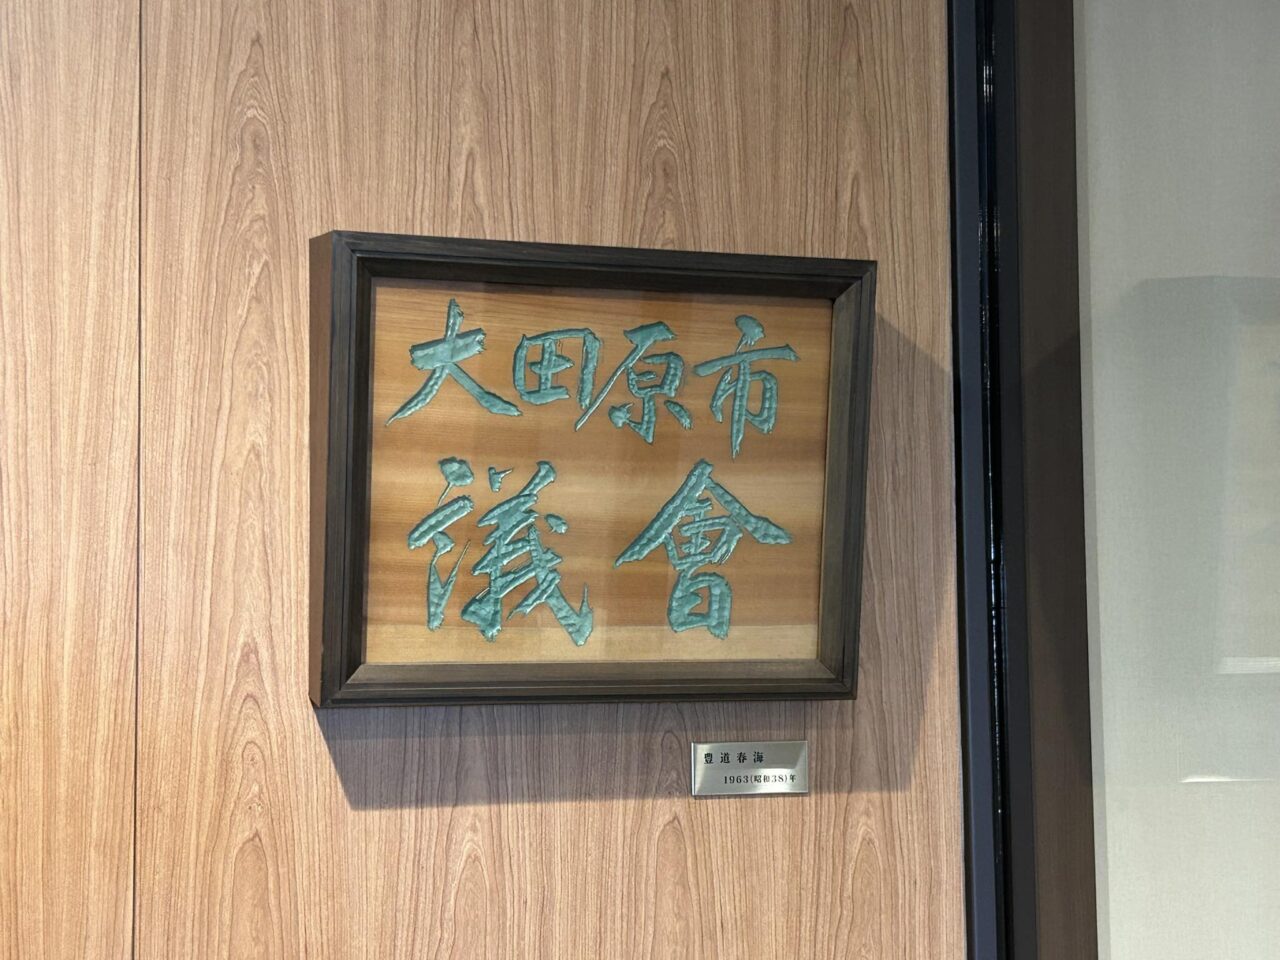 大田原市
議會
豊道春海
1963(昭和38)年